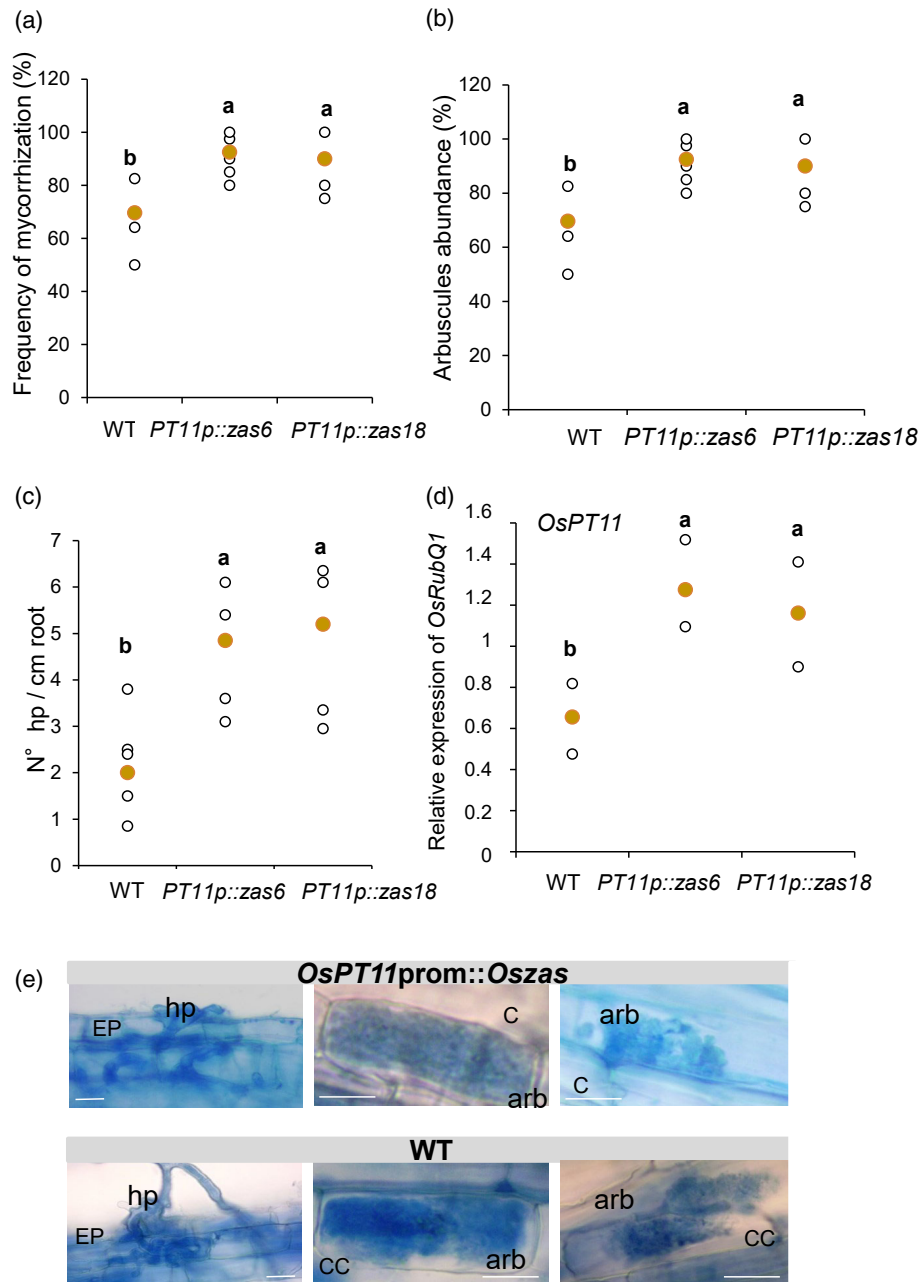 (a)
Frequency of mycorrhization (%)
120
100
80
60
40
20
0
b
a
a
WT
PT11p::zas6
PT11p::zas18
(b)
Arbuscules abundance (%)
120
100
80
60
40
20
0
b
a
a
WT
PT11p::zas6
PT11p::zas18
(c)
N° hp / cm root
7
6
5
4
3
2
1
0
b
a
a
WT
PT11p::zas6
PT11p::zas18
(d)
Relative expression of OsRubQ1
1.6
1.4
1.2
1
0.8
0.6
0.4
0.2
0
OsPT11
b
a
a
WT
PT11p::zas6
PT11p::zas18
(e)
OsPT11prom::Oszas
hp
EP
C
arb
arb
C
WT
hp
EP
CC
arb
arb
CC